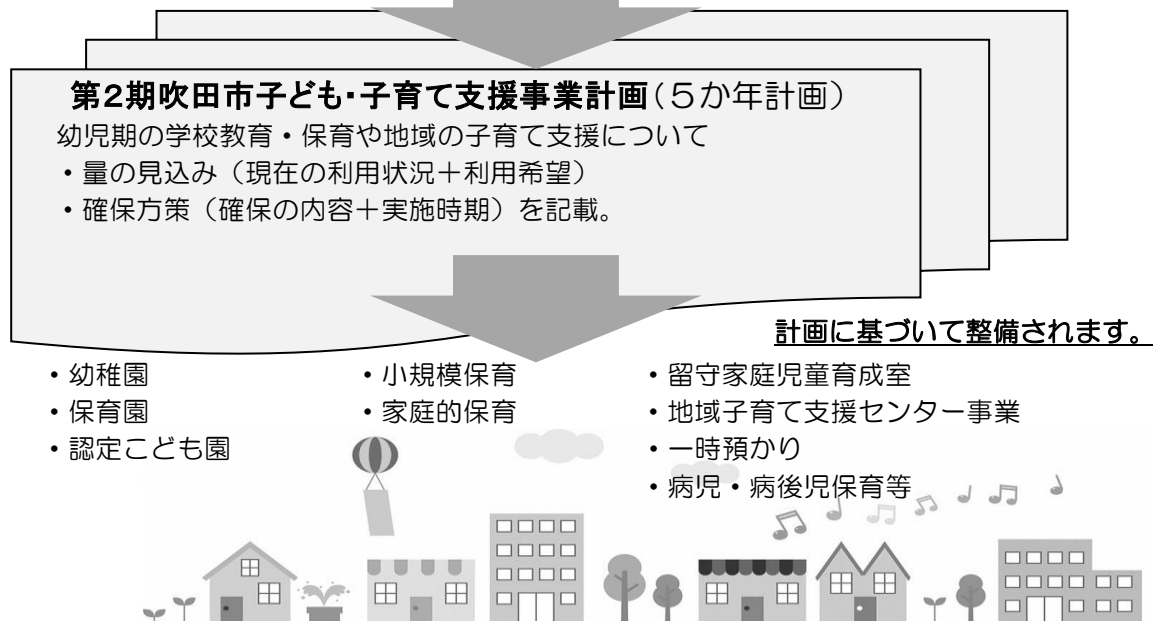 第2期吹田市子ども・子育て支援事業計画(5か年計画)
幼児期の学校教育・保育や地域の子育て支援について
・量の見込み(現在の利用状況+利用希望)
・確保方策(確保の内容+実施時期)を記載。
計画に基づいて整備されます。
・幼稚園
・保育園
・認定こども園
・小規模保育
・家庭的保育
・留守家庭児童育成室
・地域子育て支援センター事業
・一時預かり
・病児・病後児保育等